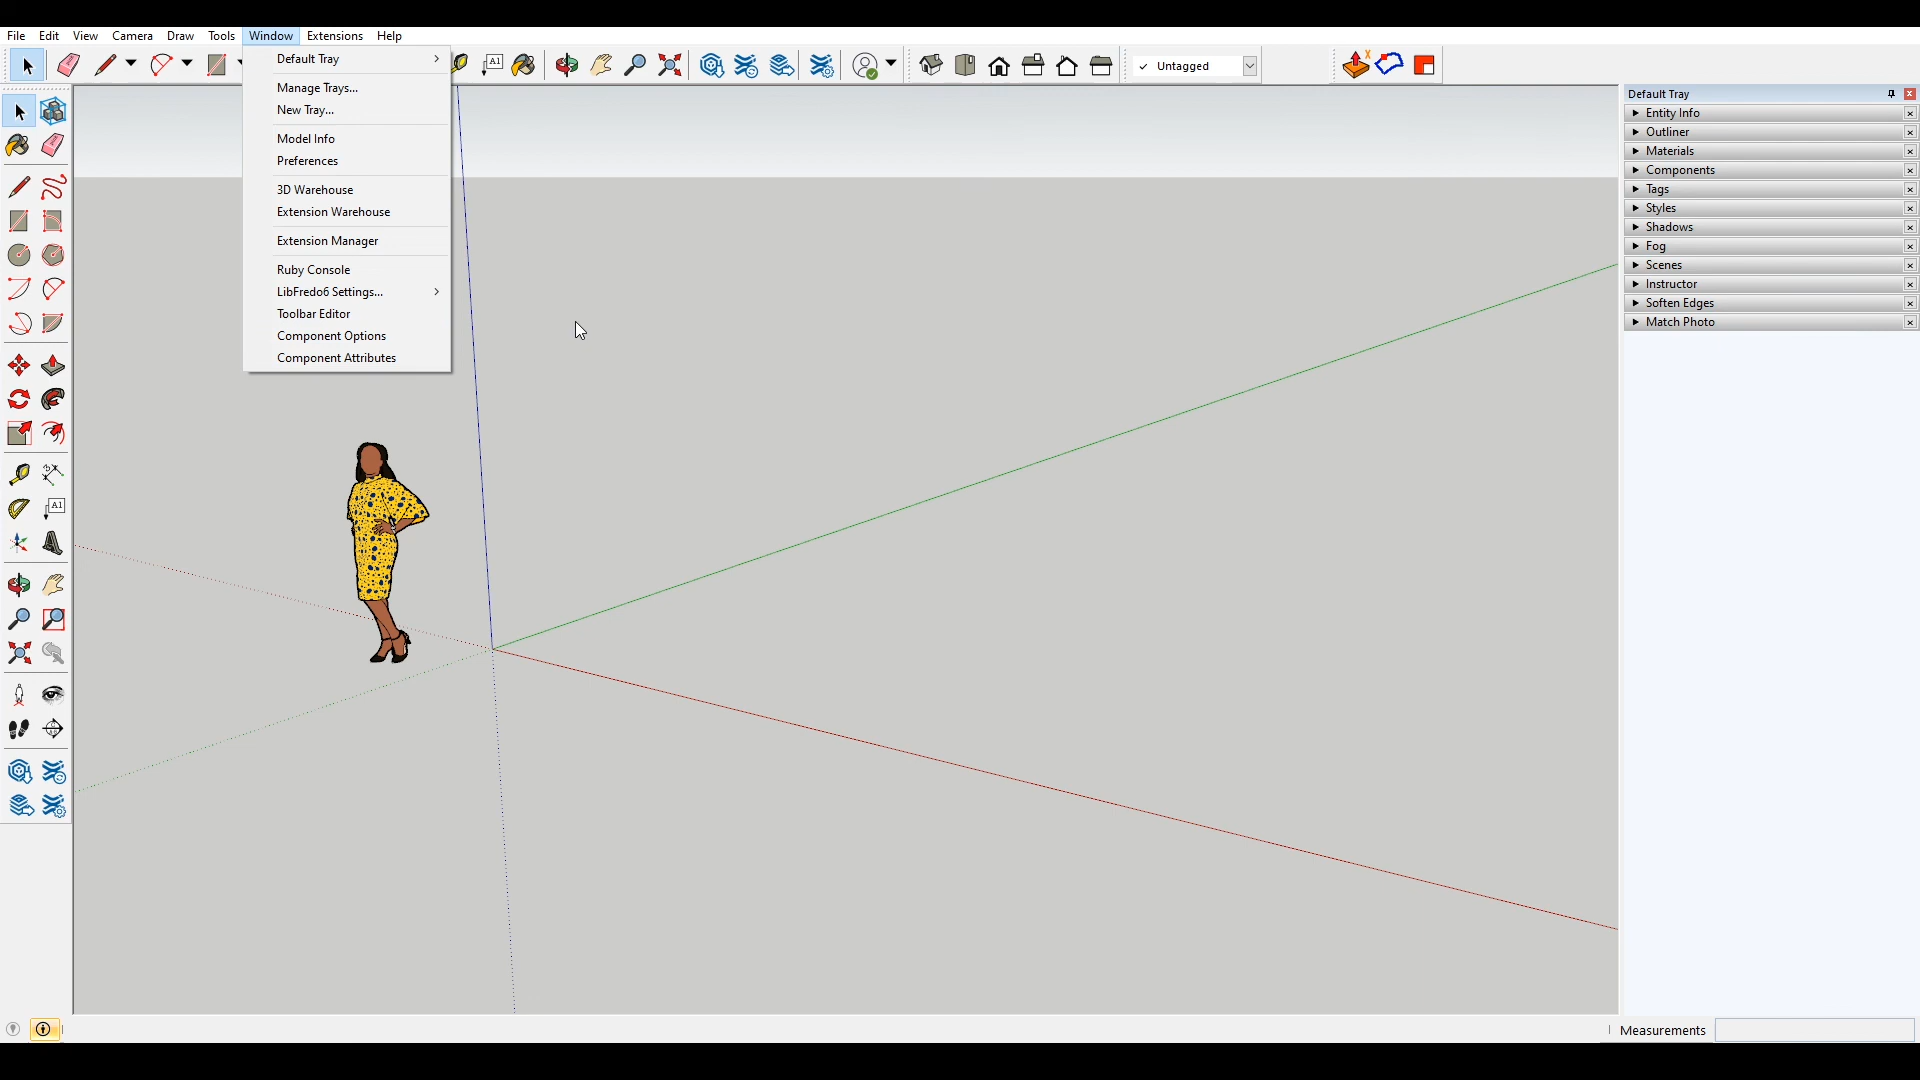 File Edit View Camera Draw Tools Window Extensions Help
Default Tray
Manage Trays...
New Tray...
Model Info
Preferences
3D Warehouse
Extension Warehouse
Extension Manager
Ruby Console
LibFredo6 Settings...
Toolbar Editor
Component Options
Component Attributes
A1
Untagged
Default Tray
Entity Info
Outliner
Materials
Components
Tags
Styles
Shadows
Fog
Scenes
Instructor
Soften Edges
Match Photo
A1
Measurements